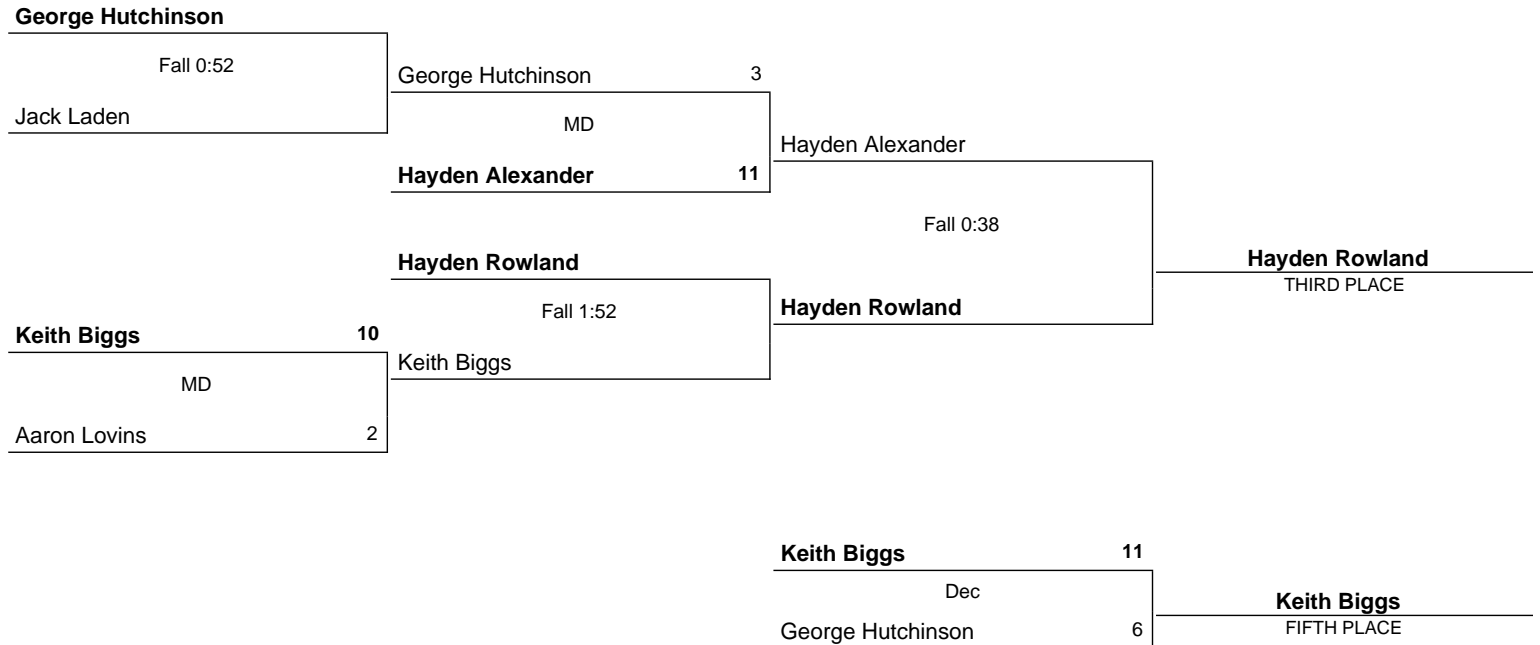 George Hutchinson
Fall 0:52
Jack Laden
George Hutchinson 3
MD
Hayden Alexander 11
Hayden Alexander
Fall 0:38
Hayden Rowland
Fall 1:52
Keith Biggs
Keith Biggs 10
MD
Aaron Lovins 2
Hayden Rowland
Hayden Rowland
THIRD PLACE
Keith Biggs 11
Dec
George Hutchinson 6
Keith Biggs
FIFTH PLACE